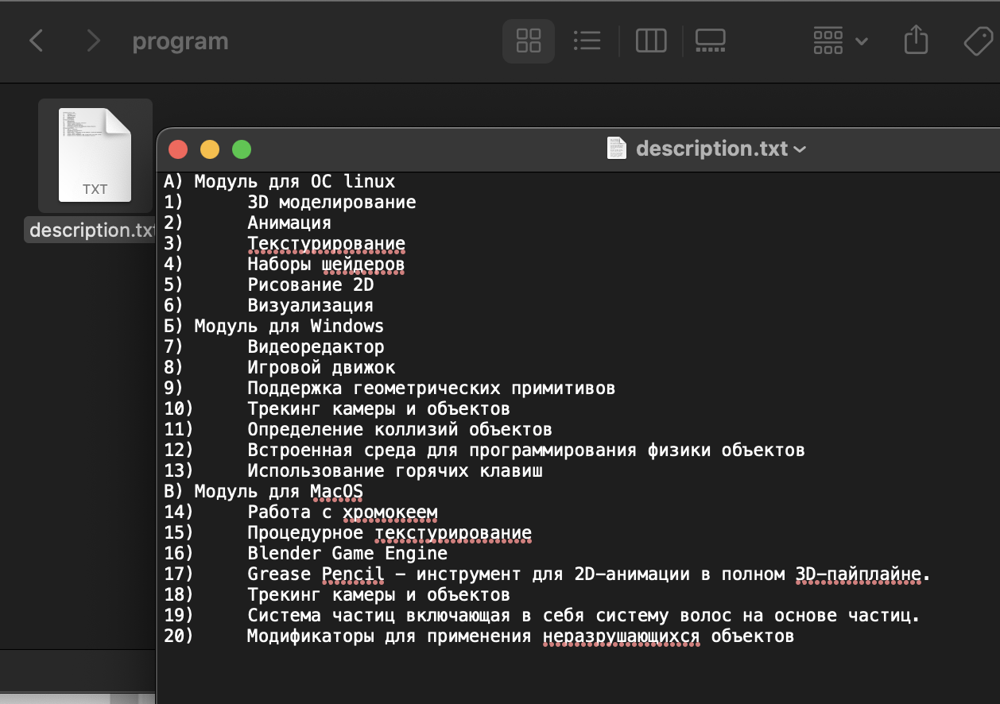 program
TXT
description.txt
description.txt
А) Модуль для ОС linux
1) 3D моделирование
2) Анимация
3) Текстурирование
4) Наборы шейдеров
5) Рисование 2D
6) Визуализация
Б) Модуль для Windows
7) Видеоредактор
8) Игровой движок
9) Поддержка геометрических примитивов
10) Трекинг камеры и объектов
11) Определение коллизий объектов
12) Встроенная среда для программирования физики объектов
13) Использование горячих клавиш
В) Модуль для MacOS
14) Работа с хромокеем
15) Процедурное текстурирование
16) Blender Game Engine
17) Grease Pencil – инструмент для 2D–анимации в полном 3D–пайплайне.
18) Трекинг камеры и объектов
19) Система частиц включающая в себя систему волос на основе частиц.
20) Модификаторы для применения неразрушающихся объектов